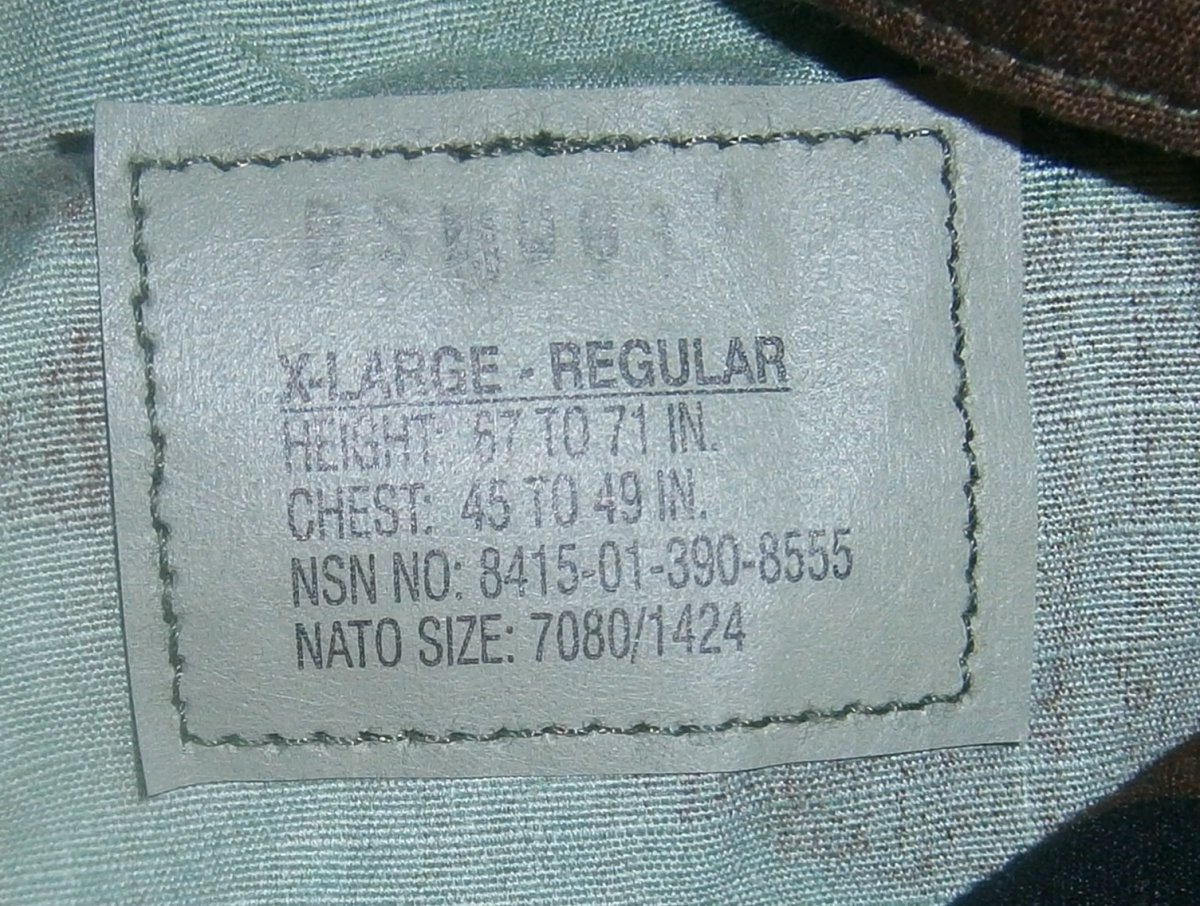 X-LARGE - REGULAR
HEIGHT: 67 TO 71 IN.
CHEST: 45 TO 49 IN.
NSN NO: 8415-01-390-8555
NATO SIZE: 7080/1424